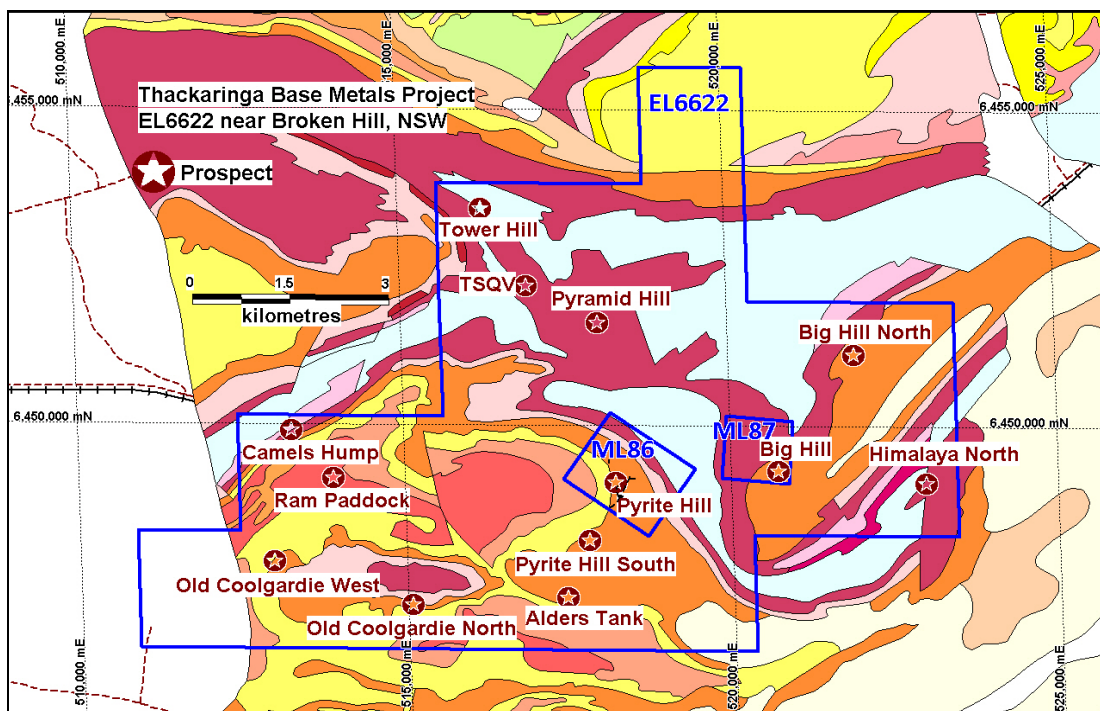 510,000 mE
515,000 mE
520,000 mE
525,000 mE
EL6622
Thackaringa Base Metals Project
EL6622 near Broken Hill, NSW
6,455,000 mN
6,455,000 mN
Prospect
Tower Hill
TSQV
Pyramid Hill
0 1.5 3
kilometres
Big Hill North
6,450,000 mN
6,450,000 mN
Camels Hump
ML86
ML87
Big Hill
Himalaya North
Ram Paddock
Pyrite Hill
Old Coolgardie West
Pyrite Hill South
Old Coolgardie North
Alders Tank
510,000 mE
515,000 mE
520,000 mE
525,000 mE